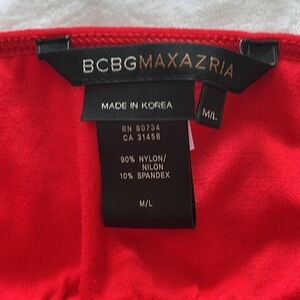 BCBGMAXAZRIA
MADE IN KOREA
M/L
RN 80734
CA 31458
90% NYLON/
NILON
10% SPANDEX
M/L